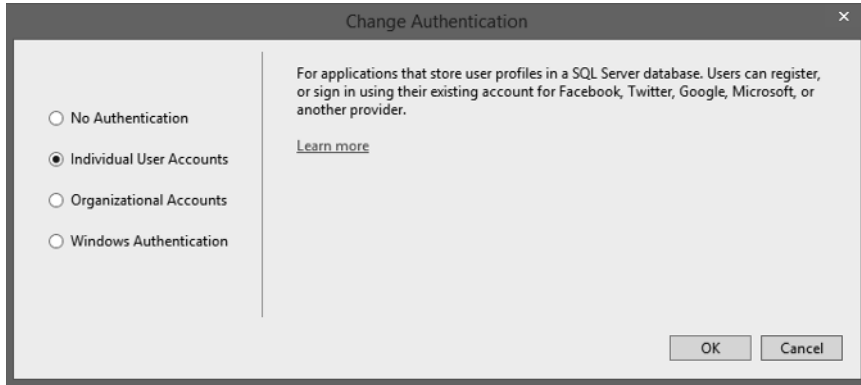 Change Authentication
×
No Authentication
Individual User Accounts
Organizational Accounts
Windows Authentication
For applications that store user profiles in a SQL Server database. Users can register,
or sign in using their existing account for Facebook, Twitter, Google, Microsoft, or
another provider.
Learn more
OK
Cancel